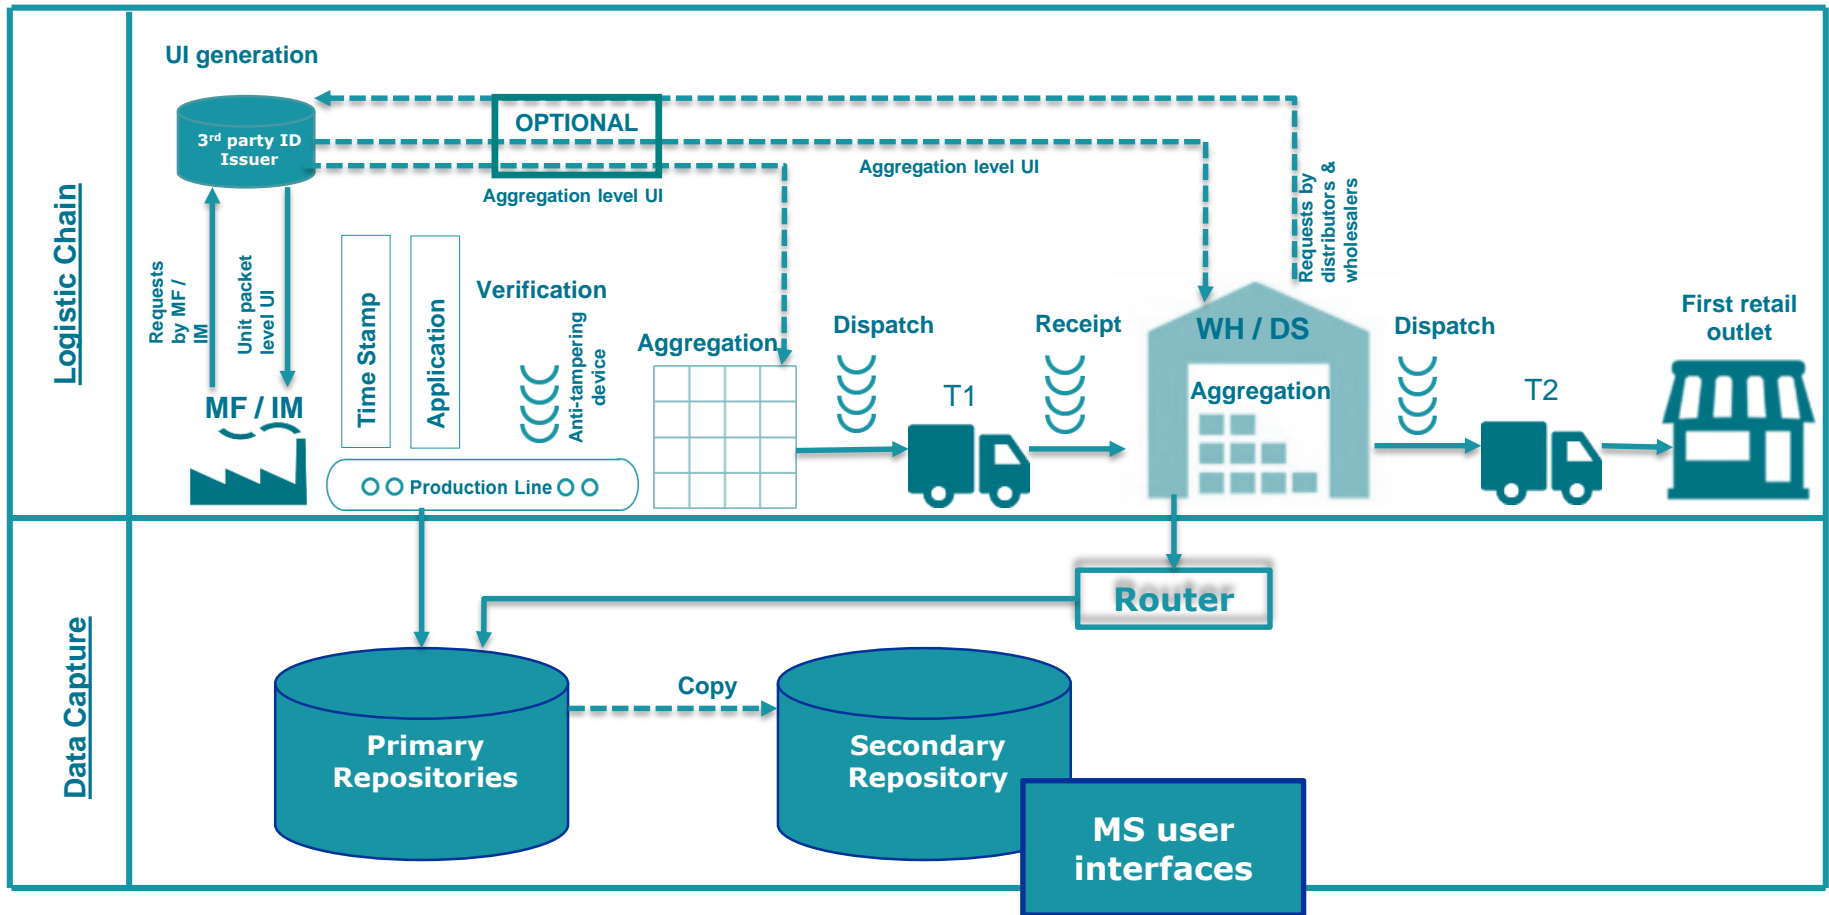 UI generation
3rd party ID
Issuer
OPTIONAL
Aggregation level UI
Aggregation level UI
Requests by
distributors &
wholesalers
Logistic Chain
Requests
by MF /
IM
Unit packet
level UI
MF / IM
Time Stamp
Application
Verification
Anti-tampering
device
Production Line
Aggregation
Dispatch
T1
Receipt
WH / DS
Aggregation
Dispatch
T2
First retail
outlet
Data Capture
Router
Primary
Repositories
Copy
Secondary
Repository
MS user
interfaces